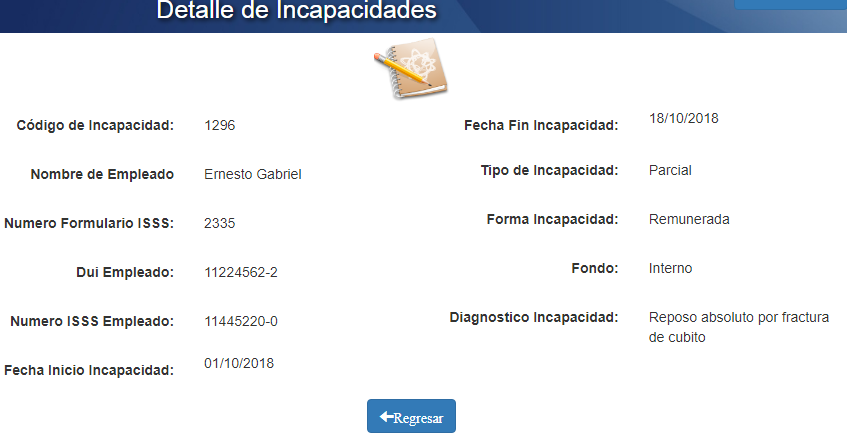 Detalle de Incapacidades
Código de Incapacidad: 1296
Nombre de Empleado Ernesto Gabriel
Numero Formulario ISSS: 2335
Dui Empleado: 11224562-2
Numero ISSS Empleado: 11445220-0
Fecha Inicio Incapacidad: 01/10/2018
Fecha Fin Incapacidad: 18/10/2018
Tipo de Incapacidad: Parcial
Forma Incapacidad: Remunerada
Fondo: Interno
Diagnostico Incapacidad: Reposo absoluto por fractura
de cubito
Regresar